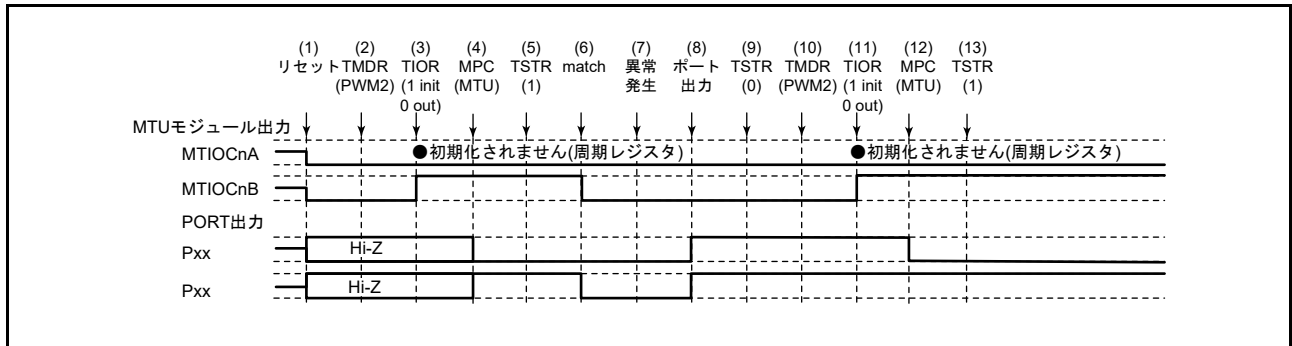 (1) (2) (3) (4) (5) (6) (7) (8) (9) (10) (11) (12) (13)
リセット TMDR TIOR MPC TSTR match 異常 ポート TSTR TMDR TIOR MPC TSTR
(PWM2) (1 init (MTU) (1) 発生 出力 (0) (PWM2) (1 init (MTU) (1)
0 out) 0 out)
MTUモジュール出力
MTIOCnA ●初期化されません(周期レジスタ) ●初期化されません(周期レジスタ)
MTIOCnB
PORT出力
Pxx Hi-Z
Pxx Hi-Z